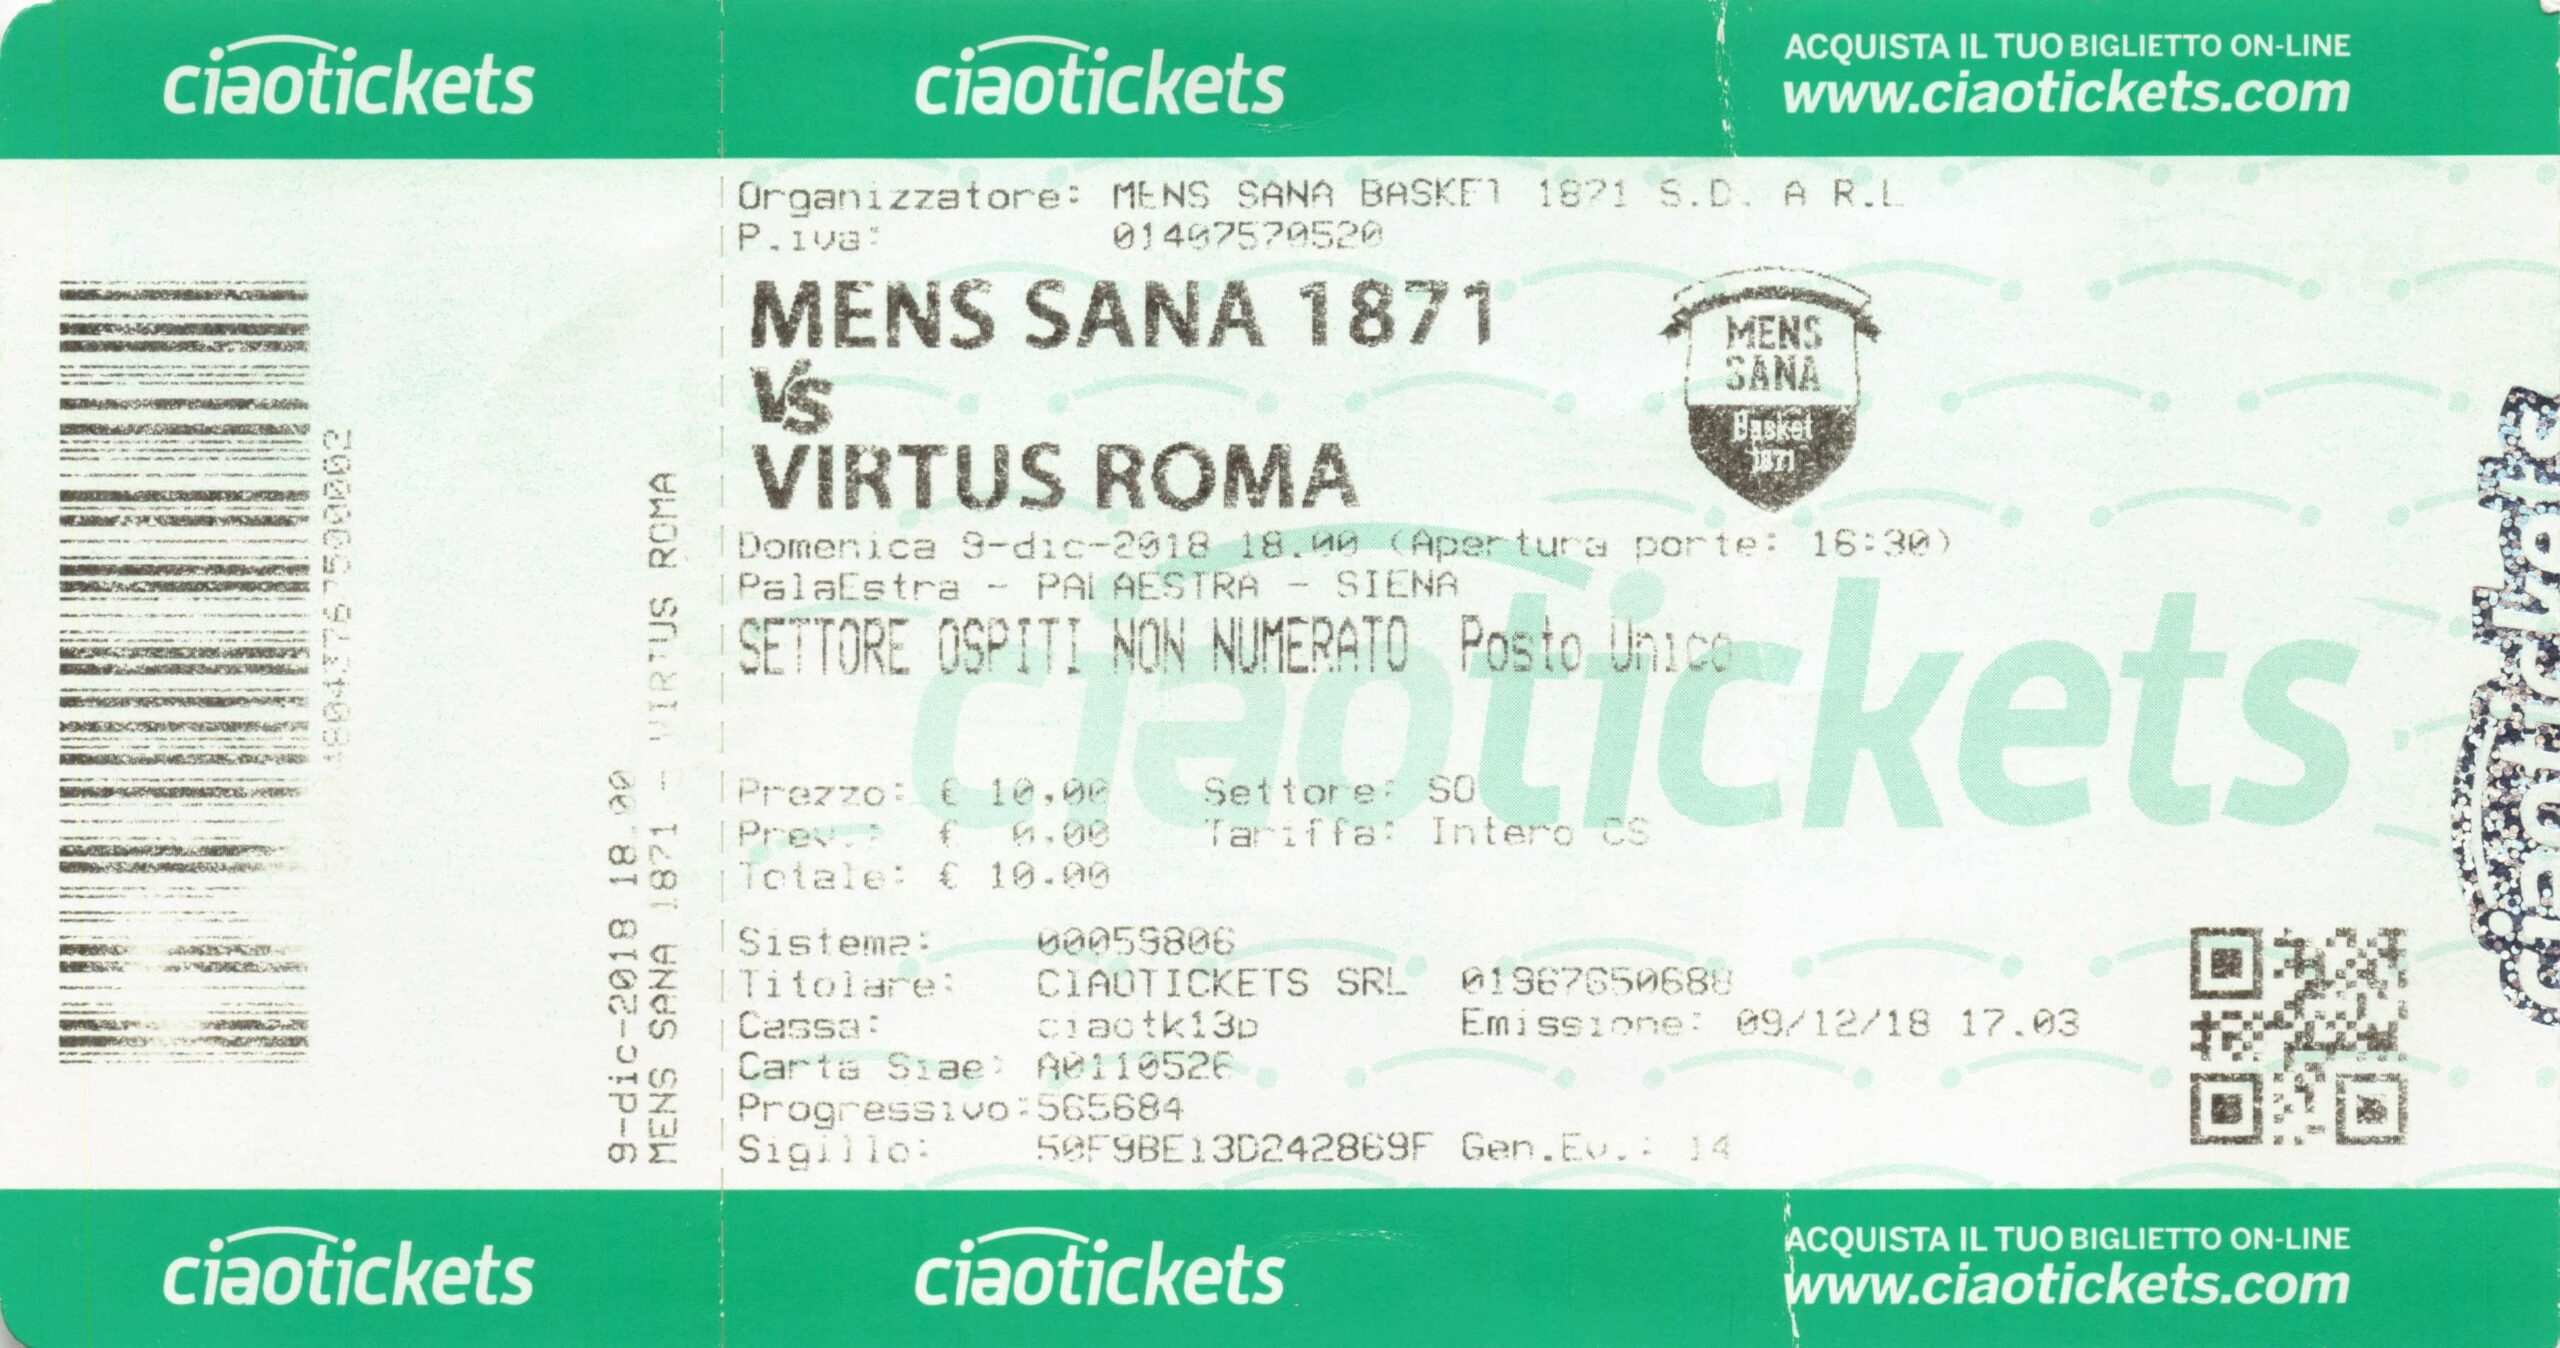 ciaotickets
ciaotickets
ACQUISTA IL TUO BIGLIETTO ON-LINE
www.ciaotickets.com
Organizzatore: MENS SANA BASKET 1871 S.D. A R.L
P.iva: 01407570520
MENS SANA 1871
VS
VIRTUS ROMA
MENS
SANA
Basket
1871
Domenica 9-dic-2018 18.00 (Apertura porte: 16:30)
PalaEstra - PALAESTRA - SIENA
SETTORE OSPITI NON NUMERATO Posto Unico
ciaotickets
Prezzo: € 10.00 Settore: SO
Prev.: € 0.00 Tariffa: Intero CS
Totale: € 10.00
Sistema: 00059806
Titolare: CIAOTICKETS SRL 01967650688
Cassa: ciaotk13p Emissione: 09/12/18 17.03
Carta Siae: A0110526
Progressivo: 565684
Sigillo: 50F9BE13D242869F Gen.Ev.: 14
9-dic-2018 18.00
MENS SANA 1871 - VIRTUS ROMA
ciaotickets
ciaotickets
ciaotickets
ACQUISTA IL TUO BIGLIETTO ON-LINE
www.ciaotickets.com